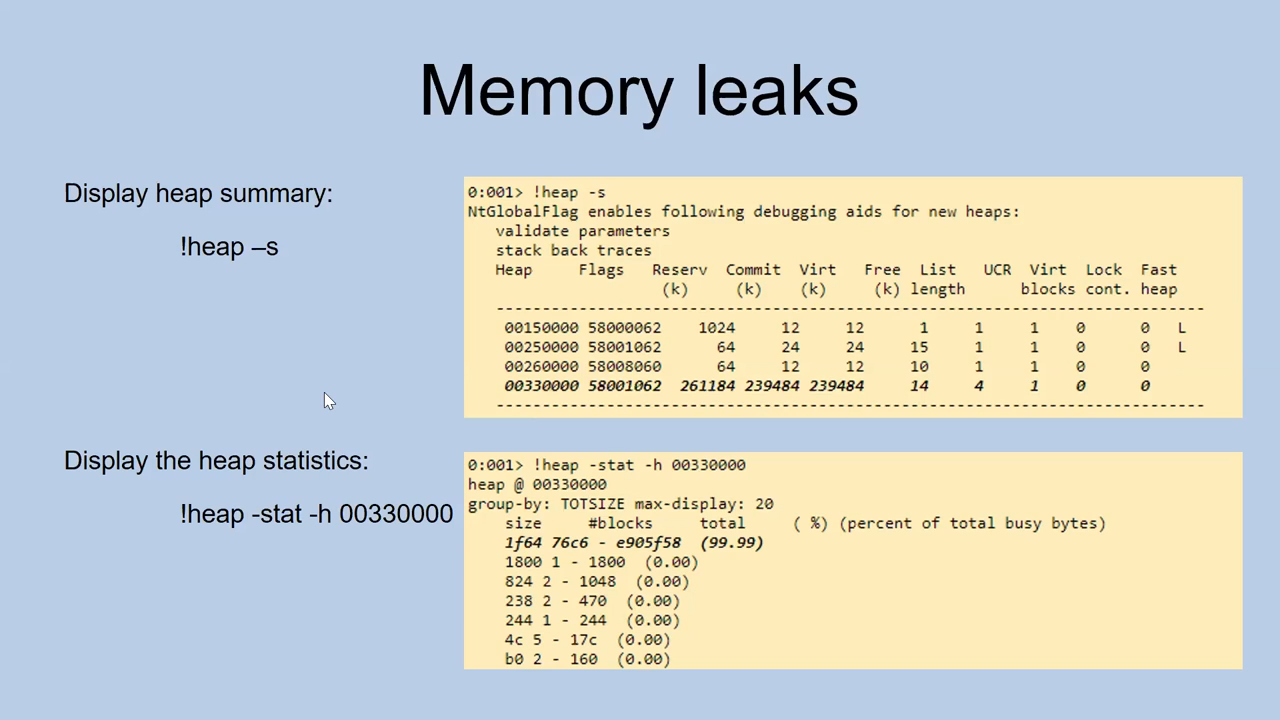 Memory leaks
Display heap summary:
!heap –s
0:001> !heap -s
NtGlobalFlag enables following debugging aids for new heaps:
validate parameters
stack back traces
Heap Flags Reserv Commit Virt Free List UCR Virt Lock Fast
(k) (k) (k) (k) length blocks cont. heap
-----------------------------------------------------------------------------
00150000 58000062 1024 12 12 1 1 1 0 0 L
00250000 58001062 64 24 24 15 1 1 0 0 L
00260000 58008060 64 12 12 10 1 1 0 0
00330000 58001062 261184 239484 239484 14 4 1 0 0
-----------------------------------------------------------------------------
Display the heap statistics:
!heap -stat -h 00330000
0:001> !heap -stat -h 00330000
heap @ 00330000
group-by: TOTSIZE max-display: 20
size #blocks total ( %) (percent of total busy bytes)
1f64 76c6 - e905f58 (99.99)
1800 1 - 1800 (0.00)
824 2 - 1048 (0.00)
238 2 - 470 (0.00)
244 1 - 244 (0.00)
4c 5 - 17c (0.00)
b0 2 - 160 (0.00)